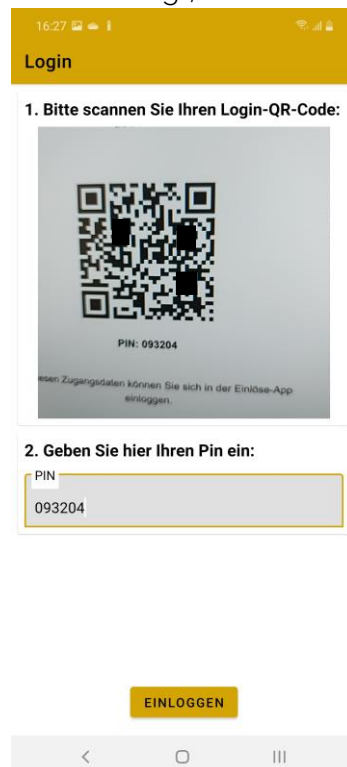 16:27
Login
1. Bitte scannen Sie Ihren Login-QR-Code:
PIN: 093204
esen Zugangsdaten können Sie sich in der Einlöse-App
einloggen.
2. Geben Sie hier Ihren Pin ein:
PIN
093204
EINLOGGEN